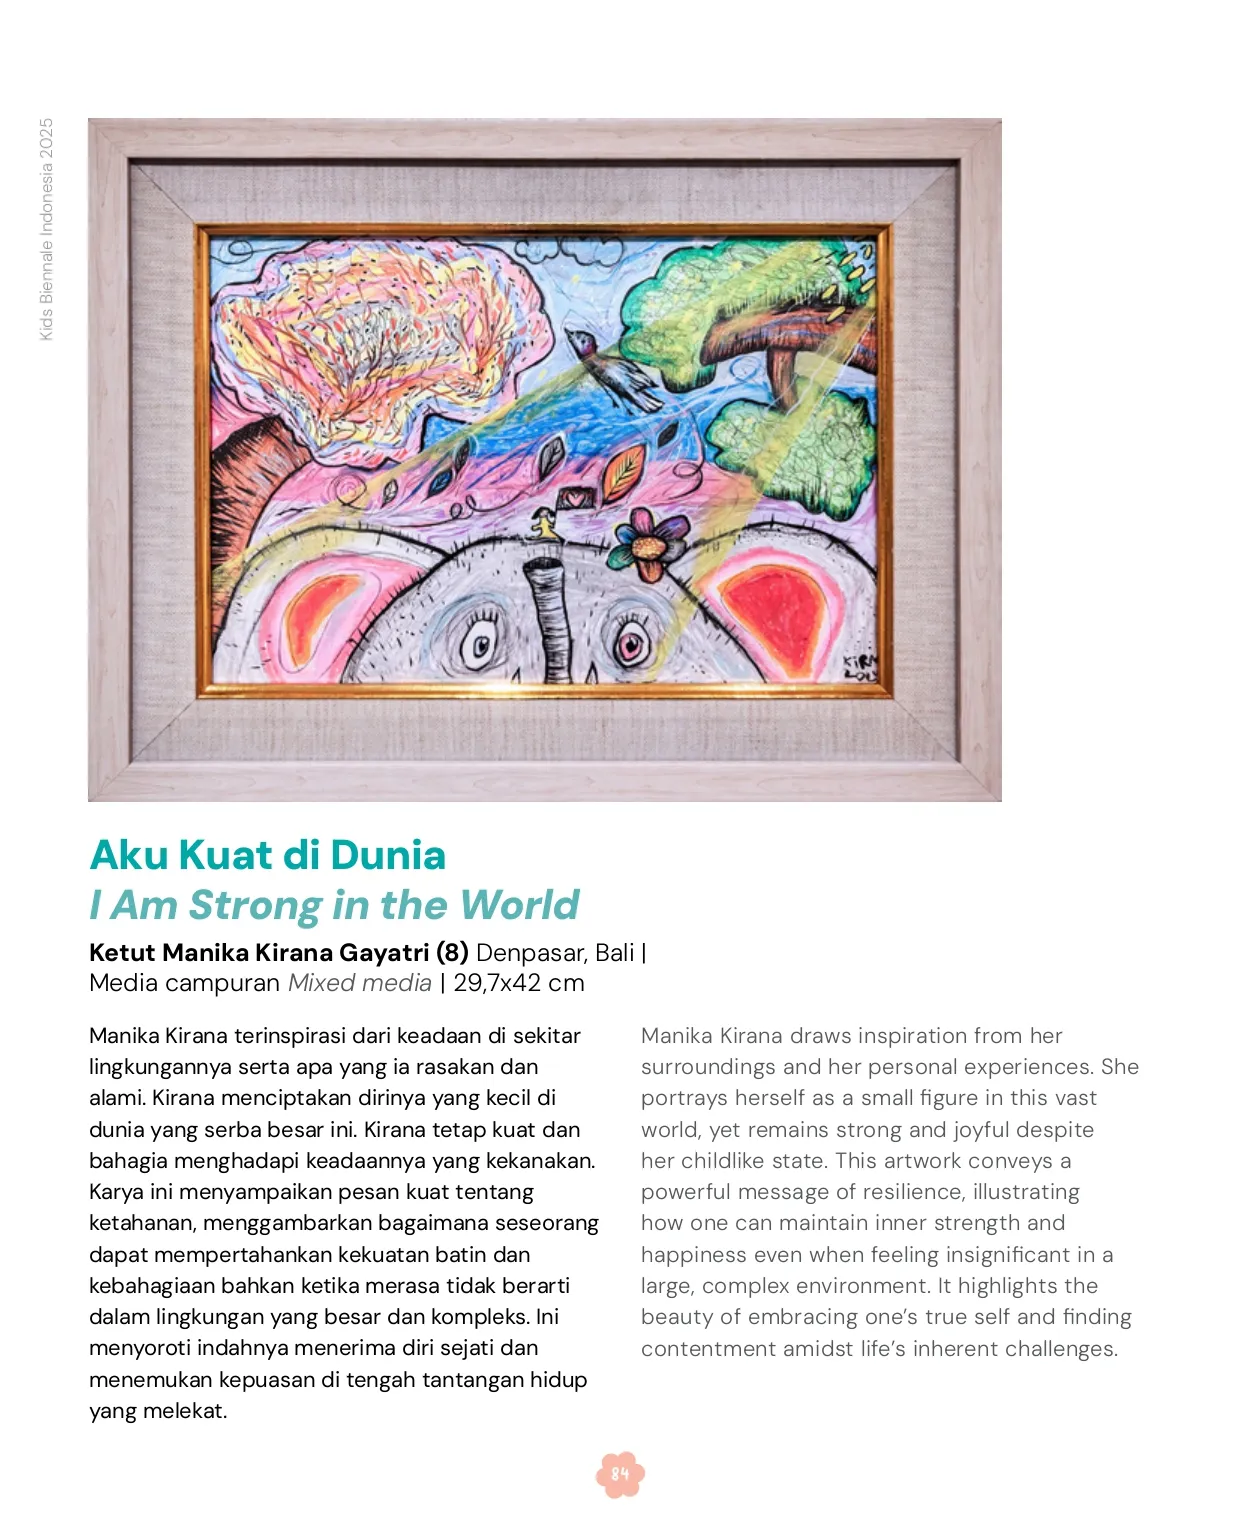 Kids Biennale Indonesia 2025
Aku Kuat di Dunia
I Am Strong in the World
Ketut Manika Kirana Gayatri (8) Denpasar, Bali |
Media campuran Mixed media | 29,7x42 cm
Manika Kirana terinspirasi dari keadaan di sekitar
lingkungannya serta apa yang ia rasakan dan
alami. Kirana menciptakan dirinya yang kecil di
dunia yang serba besar ini. Kirana tetap kuat dan
bahagia menghadapi keadaannya yang kekanakan.
Karya ini menyampaikan pesan kuat tentang
ketahanan, menggambarkan bagaimana seseorang
dapat mempertahankan kekuatan batin dan
kebahagiaan bahkan ketika merasa tidak berarti
dalam lingkungan yang besar dan kompleks. Ini
menyoroti indahnya menerima diri sejati dan
menemukan kepuasan di tengah tantangan hidup
yang melekat.
Manika Kirana draws inspiration from her
surroundings and her personal experiences. She
portrays herself as a small figure in this vast
world, yet remains strong and joyful despite
her childlike state. This artwork conveys a
powerful message of resilience, illustrating
how one can maintain inner strength and
happiness even when feeling insignificant in a
large, complex environment. It highlights the
beauty of embracing one's true self and finding
contentment amidst life's inherent challenges.
84